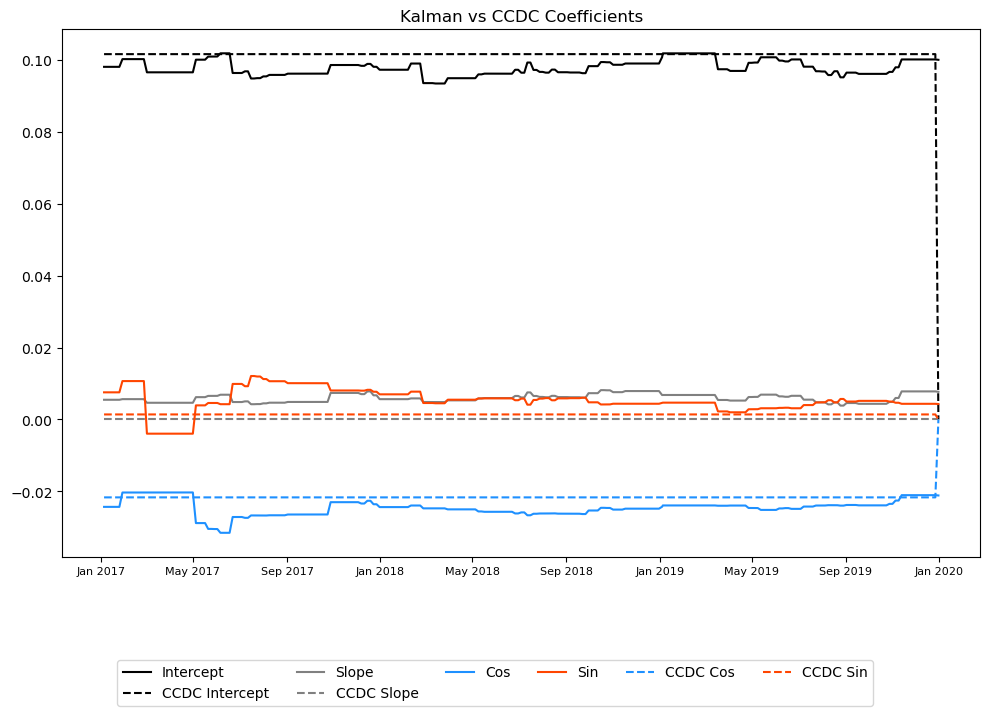 Kalman vs CCDC Coefficients
0.10
0.08
0.06
0.04
0.02
0.00
−0.02
Jan 2017 May 2017 Sep 2017 Jan 2018 May 2018 Sep 2018 Jan 2019 May 2019 Sep 2019 Jan 2020
Intercept Slope Cos Sin CCDC Cos CCDC Sin
CCDC Intercept CCDC Slope